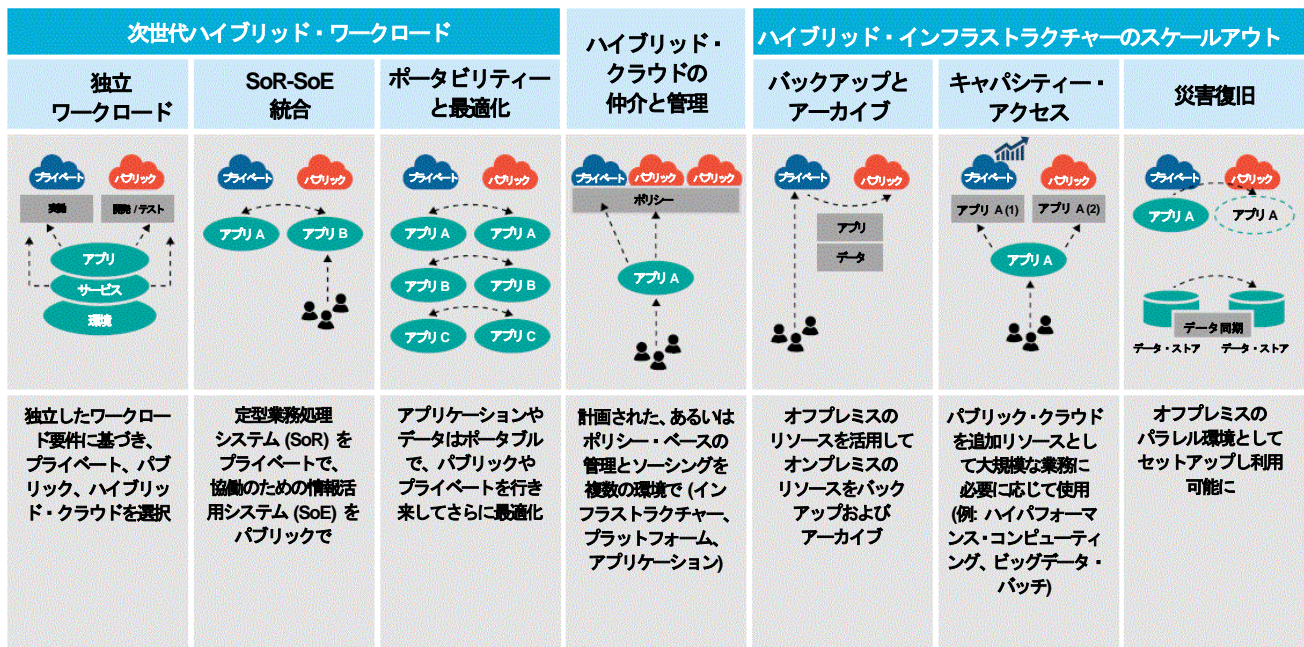 次世代ハイブリッド・ワークロード
独立
ワークロード
SoR-SoE
統合
ポータビリティー
と最適化
ハイブリッド・
クラウドの
仲介と管理
ハイブリッド・インフラストラクチャーのスケールアウト
バックアップと
アーカイブ
キャパシティー・
アクセス
災害復旧
プライベート
パブリック
開発 / テスト
アプリ
サービス
環境
プライベート
パブリック
アプリ A
アプリ B
プライベート
パブリック
アプリ A
アプリ A
アプリ B
アプリ B
アプリ C
アプリ C
プライベート
パブリック
パブリック
ポリシー
アプリ A
プライベート
パブリック
アプリ
データ
プライベート
パブリック
アプリ A (1)
アプリ A (2)
アプリ A
プライベート
パブリック
アプリ A
アプリ A
データ同期
データ・ストア
データ・ストア
独立したワークロー
ド要件に基づき、
プライベート、パブ
リック、ハイブリッ
ド・クラウドを選択
定型業務処理
システム (SoR) を
プライベートで、
協働のための情報活
用システム (SoE) を
パブリックで
アプリケーションや
データはポータブル
で、パブリックや
プライベートを行き
来してさらに最適化
計画された、あるいは
ポリシー・ベースの
管理とソーシングを
複数の環境で (イン
フラストラクチャー、
プラットフォーム、
アプリケーション)
オフプレミスの
リソースを活用して
オンプレミスの
リソースをバック
アップおよび
アーカイブ
パブリック・クラウド
を追加リソースとし
て大規模な業務に
必要に応じて使用
(例: ハイパフォーマ
ンス・コンピューティ
ング、ビッグデータ・
バッチ)
オフプレミスの
パラレル環境として
セットアップし利用
可能に